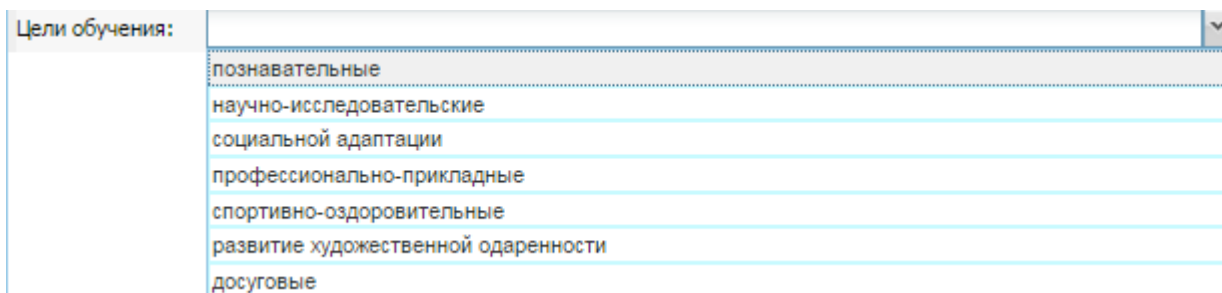 Цели обучения:
познавательные
научно-исследовательские
социальной адаптации
профессионально-прикладные
спортивно-оздоровительные
развитие художественной одаренности
досуговые